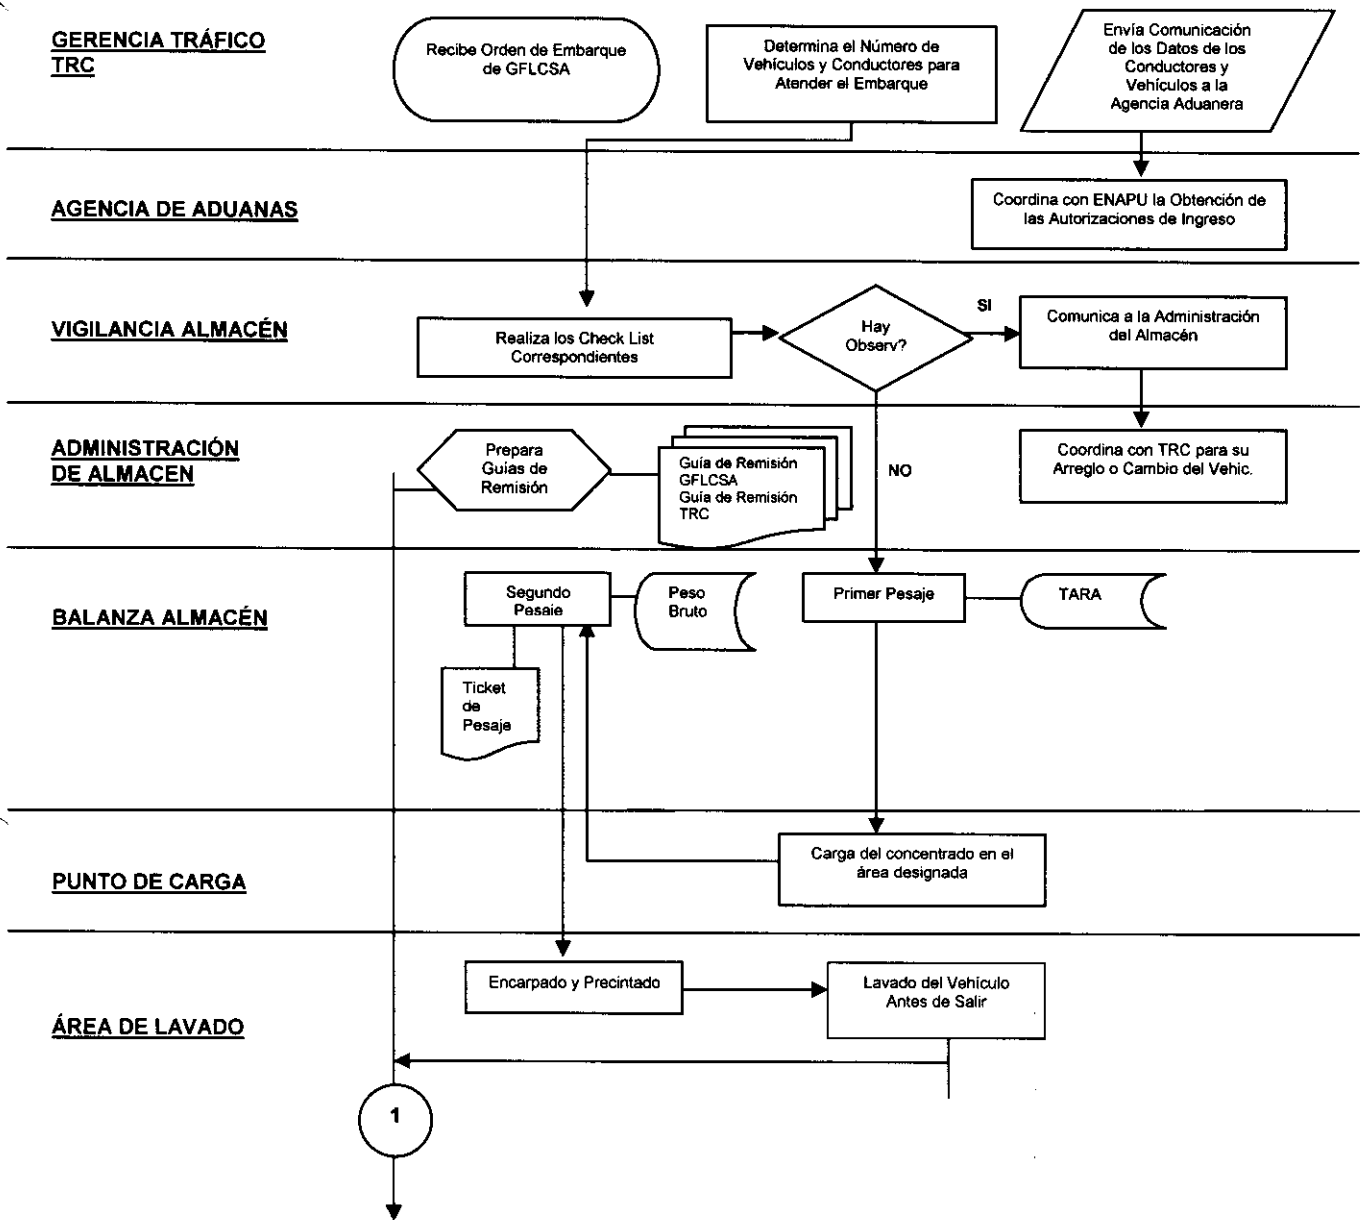 GERENCIA TRÁFICO
TRC
Recibe Orden de Embarque
de GFLCSA
Determina el Número de
Vehículos y Conductores para
Atender el Embarque
Envía Comunicación
de los Datos de los
Conductores y
Vehículos a la
Agencia Aduanera
AGENCIA DE ADUANAS
Coordina con ENAPU la Obtención de
las Autorizaciones de Ingreso
VIGILANCIA ALMACÉN
Realiza los Check List
Correspondientes
Hay
Observ?
SI
Comunica a la Administración
del Almacén
ADMINISTRACIÓN
DE ALMACEN
Prepara
Guías de
Remisión
Guía de Remisión
GFLCSA
Guía de Remisión
TRC
NO
Coordina con TRC para su
Arreglo o Cambio del Vehic.
BALANZA ALMACÉN
Segundo
Pesaje
Peso
Bruto
Primer Pesaje
TARA
Ticket
de
Pesaje
PUNTO DE CARGA
Carga del concentrado en el
área designada
ÁREA DE LAVADO
Encarpado y Precintado
Lavado del Vehículo
Antes de Salir
1